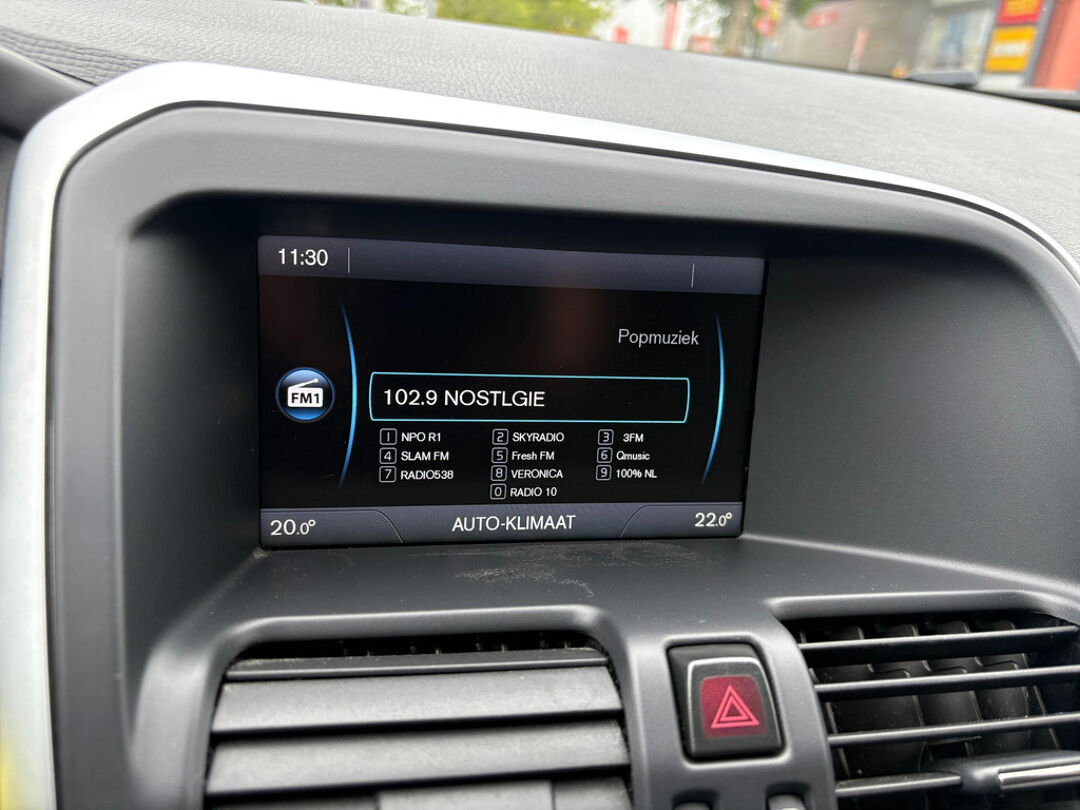 11:30
Popmuziek
FM1
102.9 NOSTLGIE
1 NPO R1 2 SKYRADIO 3 3FM
4 SLAM FM 5 Fresh FM 6 Qmusic
7 RADIO538 8 VERONICA 9 100% NL
0 RADIO 10
20.0° AUTO-KLIMAAT 22.0°